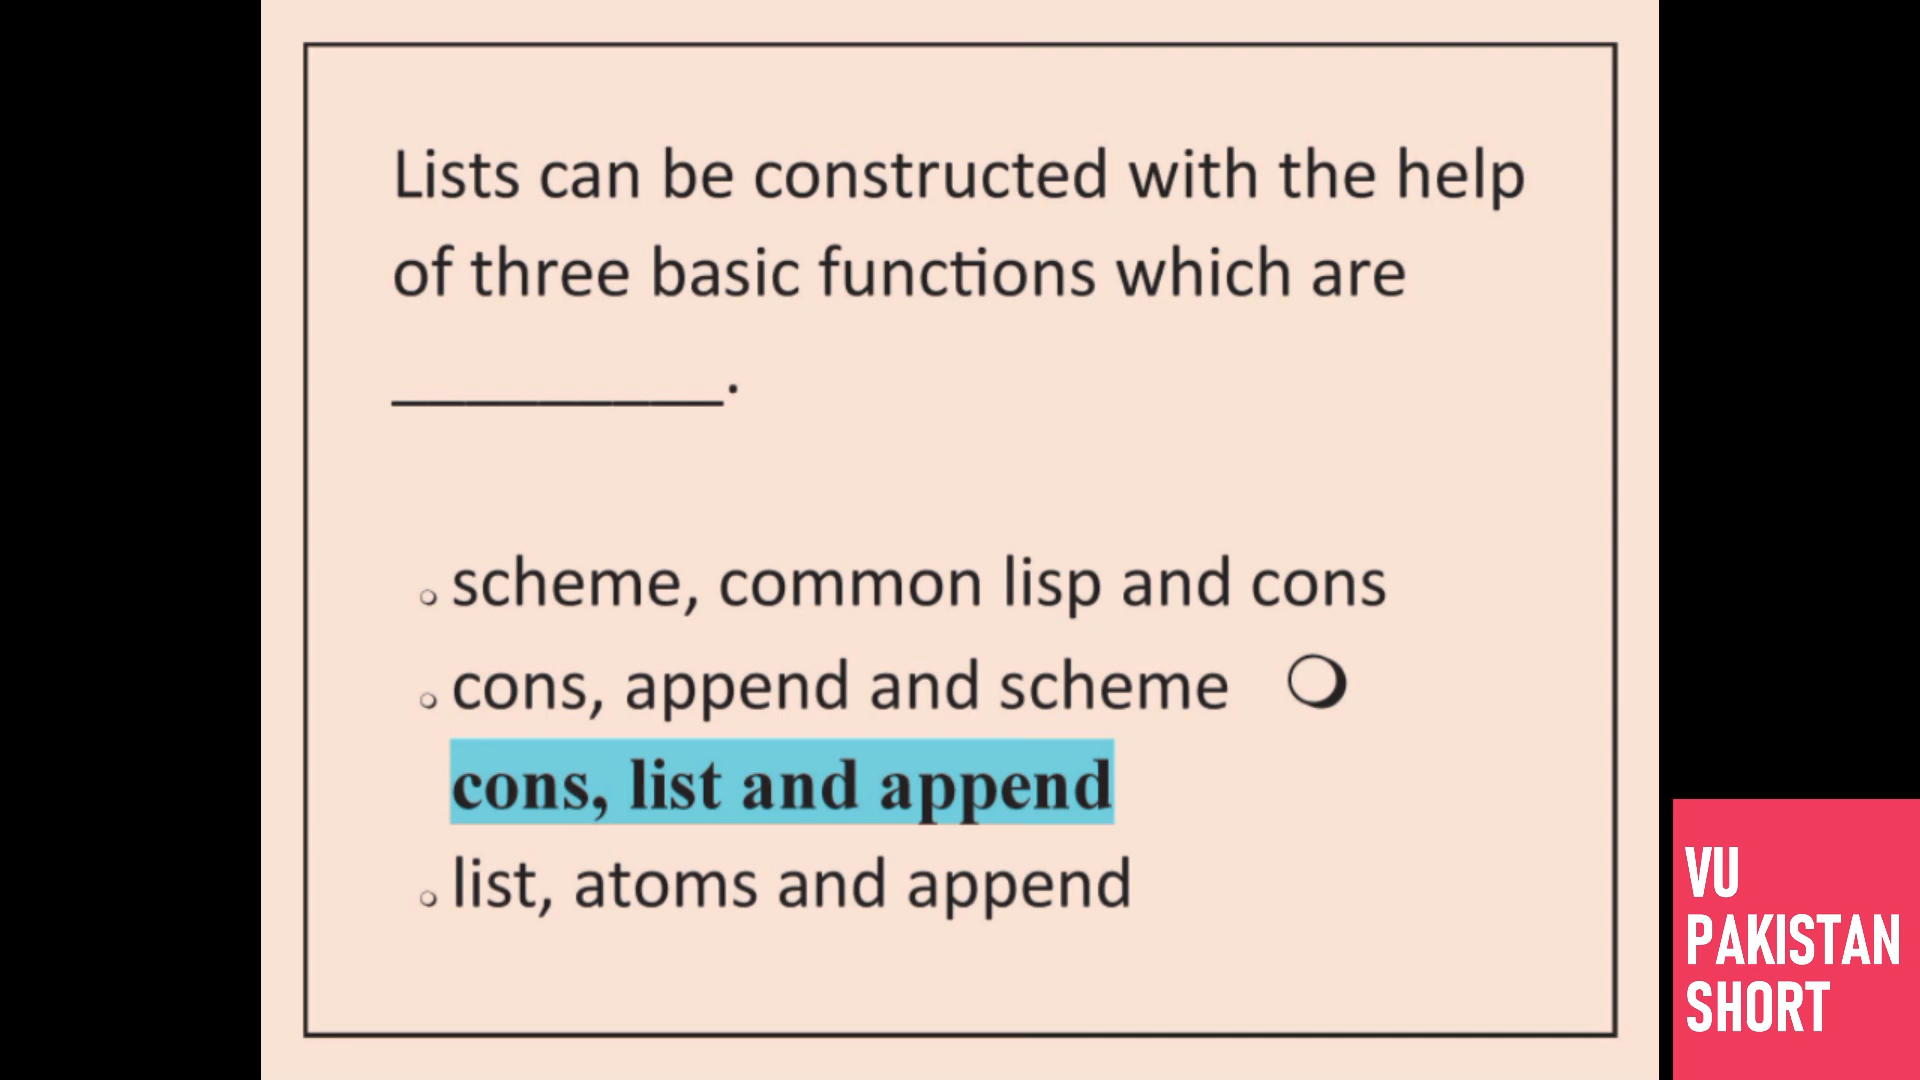 Lists can be constructed with the help
of three basic functions which are
_________.
scheme, common lisp and cons
cons, append and scheme
cons, list and append
list, atoms and append
VU
PAKISTAN
SHORT